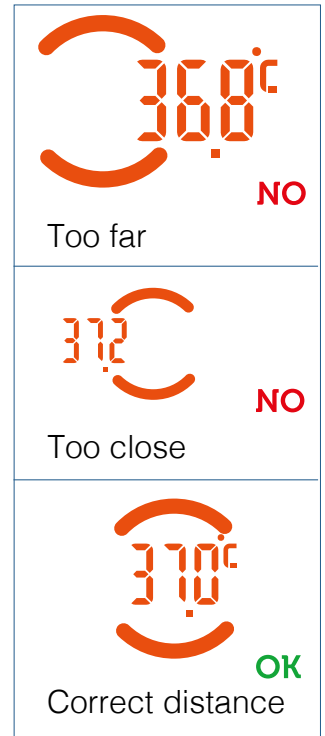 36.8°C
NO
Too far
37.2
NO
Too close
37.0°C
OK
Correct distance